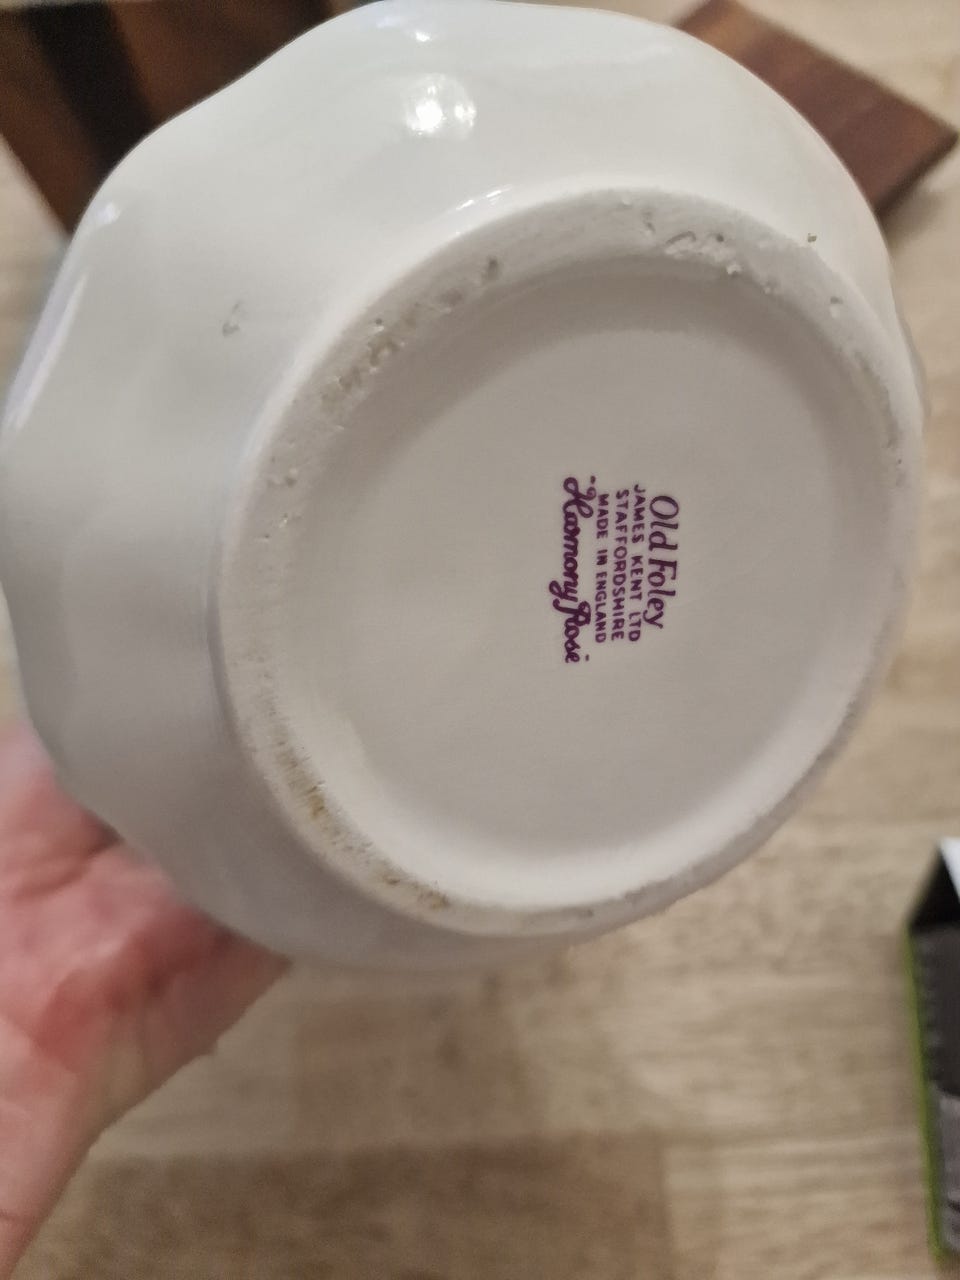 Old Foley
JAMES KENT LTD
STAFFORDSHIRE
MADE IN ENGLAND
"Harmony Rose"